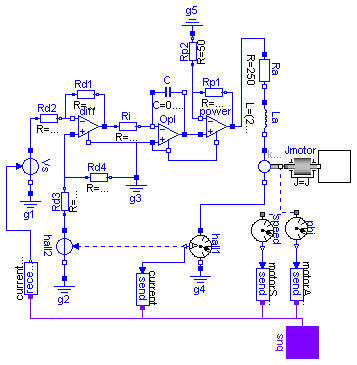 g5
Rp2
R=50
Rd1
R=...
C
C=0....
Rp1
R=...
Ra
R=250
Rd2
R=...
diff
Ri
R=...
OpI
power
La
L=(2...
Vs
Rd4
R=...
k...
Jmotor
J=J
g1
Rp3
R=...
g3
hall2
hall1
speed
phi
g2
g4
current...
rece...
current
send
motorS...
send
motorA...
send
bus